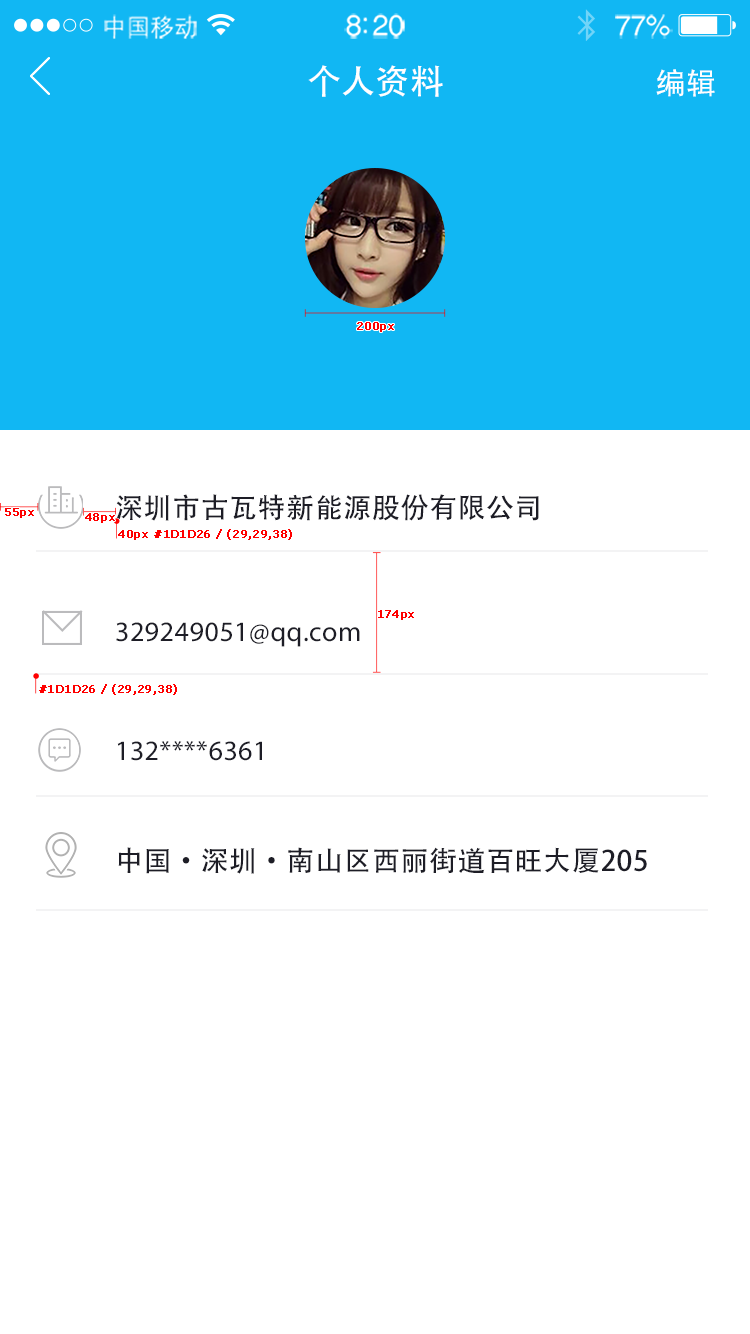 中国移动 8:20 77%
个人资料 编辑
200px
深圳市古瓦特新能源股份有限公司
55px 48px
40px #1D1D26 / (29,29,38)
174px
329249051@qq.com
#1D1D26 / (29,29,38)
132****6361
中国·深圳·南山区西丽街道百旺大厦205